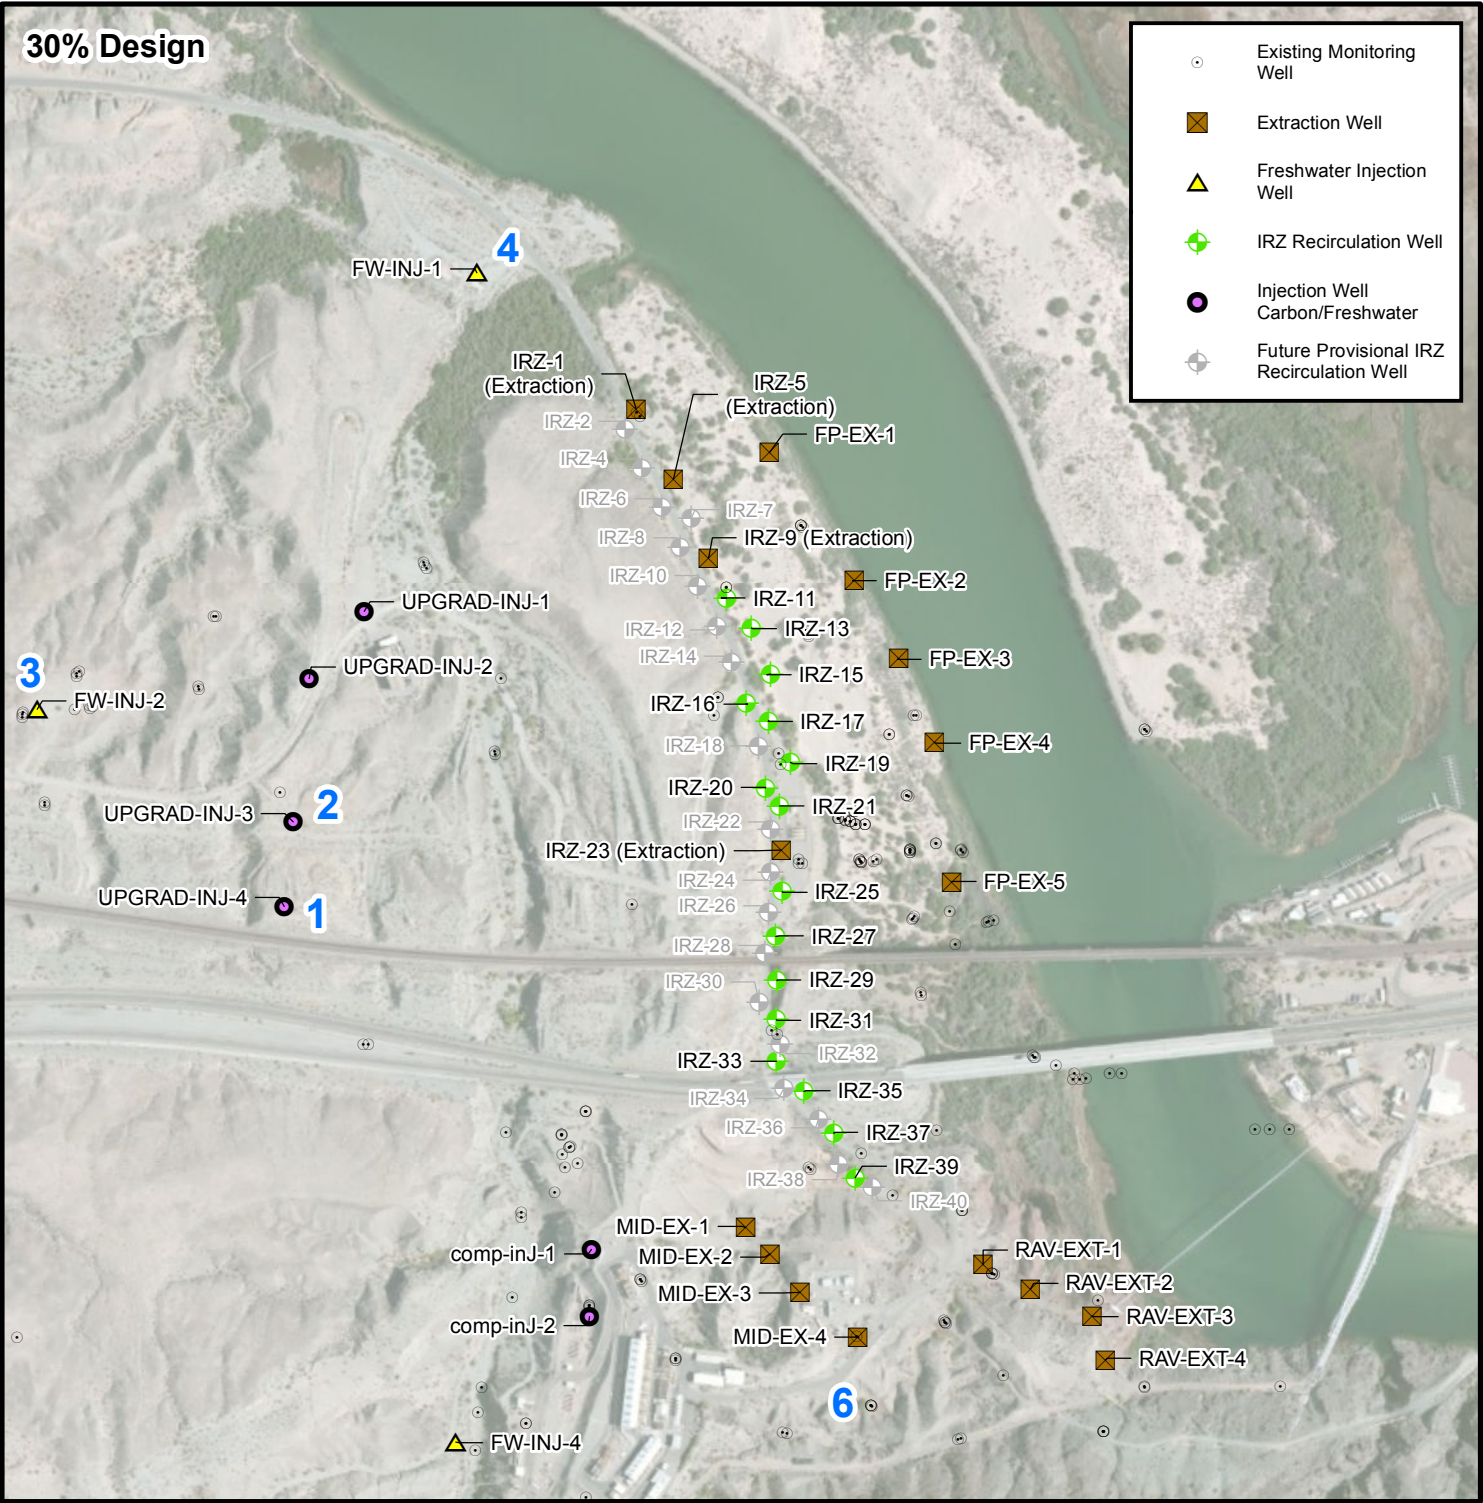 30% Design
Existing Monitoring
Well
Extraction Well
Freshwater Injection
Well
IRZ Recirculation Well
Injection Well
Carbon/Freshwater
Future Provisional IRZ
Recirculation Well
4
FW-INJ-1
IRZ-1
(Extraction)
IRZ-5
(Extraction)
IRZ-2
FP-EX-1
IRZ-4
IRZ-6
IRZ-7
IRZ-8
IRZ-9 (Extraction)
IRZ-10
FP-EX-2
UPGRAD-INJ-1
IRZ-11
IRZ-12
IRZ-13
IRZ-14
FP-EX-3
UPGRAD-INJ-2
3
IRZ-15
FW-INJ-2
IRZ-16
IRZ-17
IRZ-18
FP-EX-4
IRZ-19
IRZ-20
2
UPGRAD-INJ-3
IRZ-21
IRZ-22
IRZ-23 (Extraction)
IRZ-24
FP-EX-5
UPGRAD-INJ-4
1
IRZ-25
IRZ-26
IRZ-27
IRZ-28
IRZ-29
IRZ-30
IRZ-31
IRZ-32
IRZ-33
IRZ-34
IRZ-35
IRZ-36
IRZ-37
IRZ-38
IRZ-39
IRZ-40
MID-EX-1
comp-inJ-1
MID-EX-2
RAV-EXT-1
MID-EX-3
RAV-EXT-2
comp-inJ-2
RAV-EXT-3
MID-EX-4
RAV-EXT-4
6
FW-INJ-4